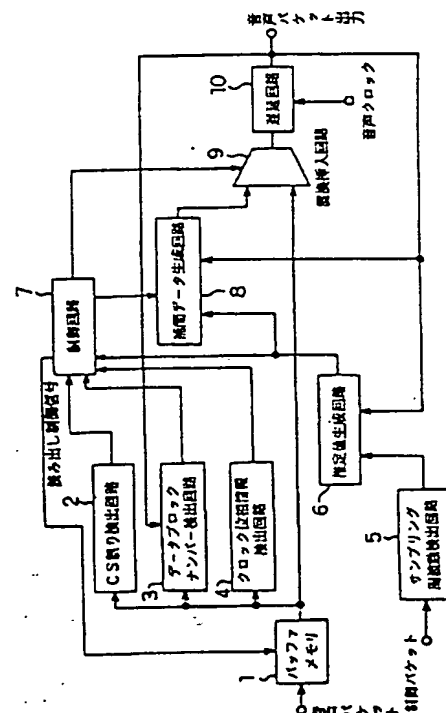 音声パケット出力
10
遅延回路
音声クロック
9
置換挿入回路
7
制御回路
補間データ生成回路
8
読み出し制御信号
2
CS誤り検出回路
3
データブロック
ナンバー検出回路
4
クロック位相情報
検出回路
推定値生成回路
6
サンプリング
周波数検出回路
5
1
バッファ
メモリ
音声パケット
制御パケット